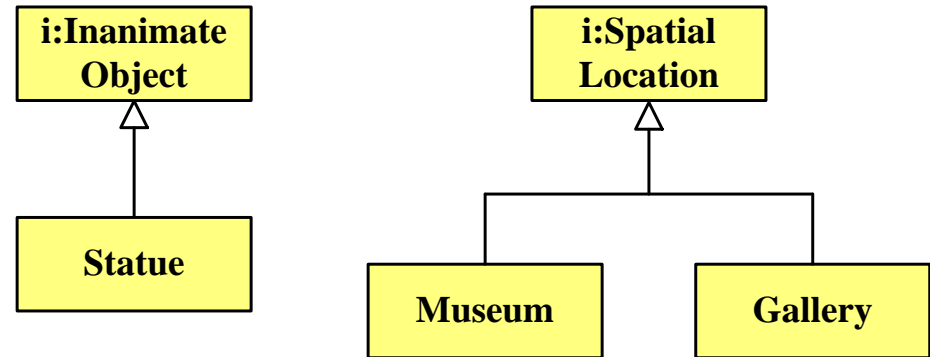 i:Inanimate
Object
i:Spatial
Location
Statue
Museum
Gallery